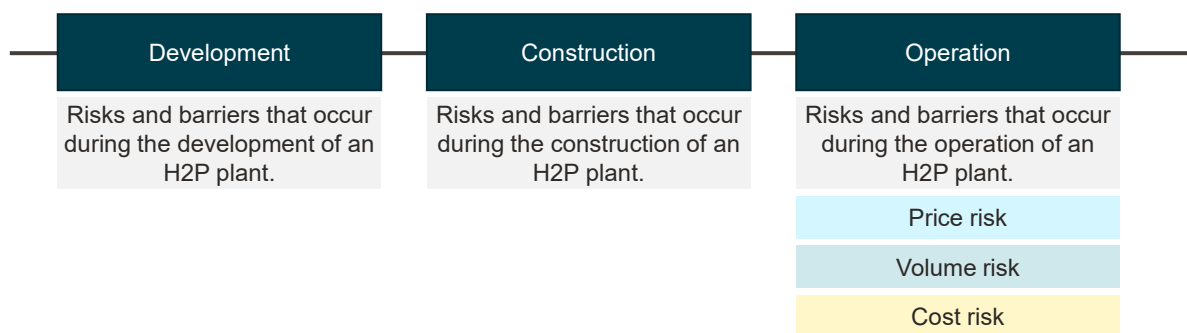 Development
Risks and barriers that occur
during the development of an
H2P plant.
Construction
Risks and barriers that occur
during the construction of an
H2P plant.
Operation
Risks and barriers that occur
during the operation of an
H2P plant.
Price risk
Volume risk
Cost risk